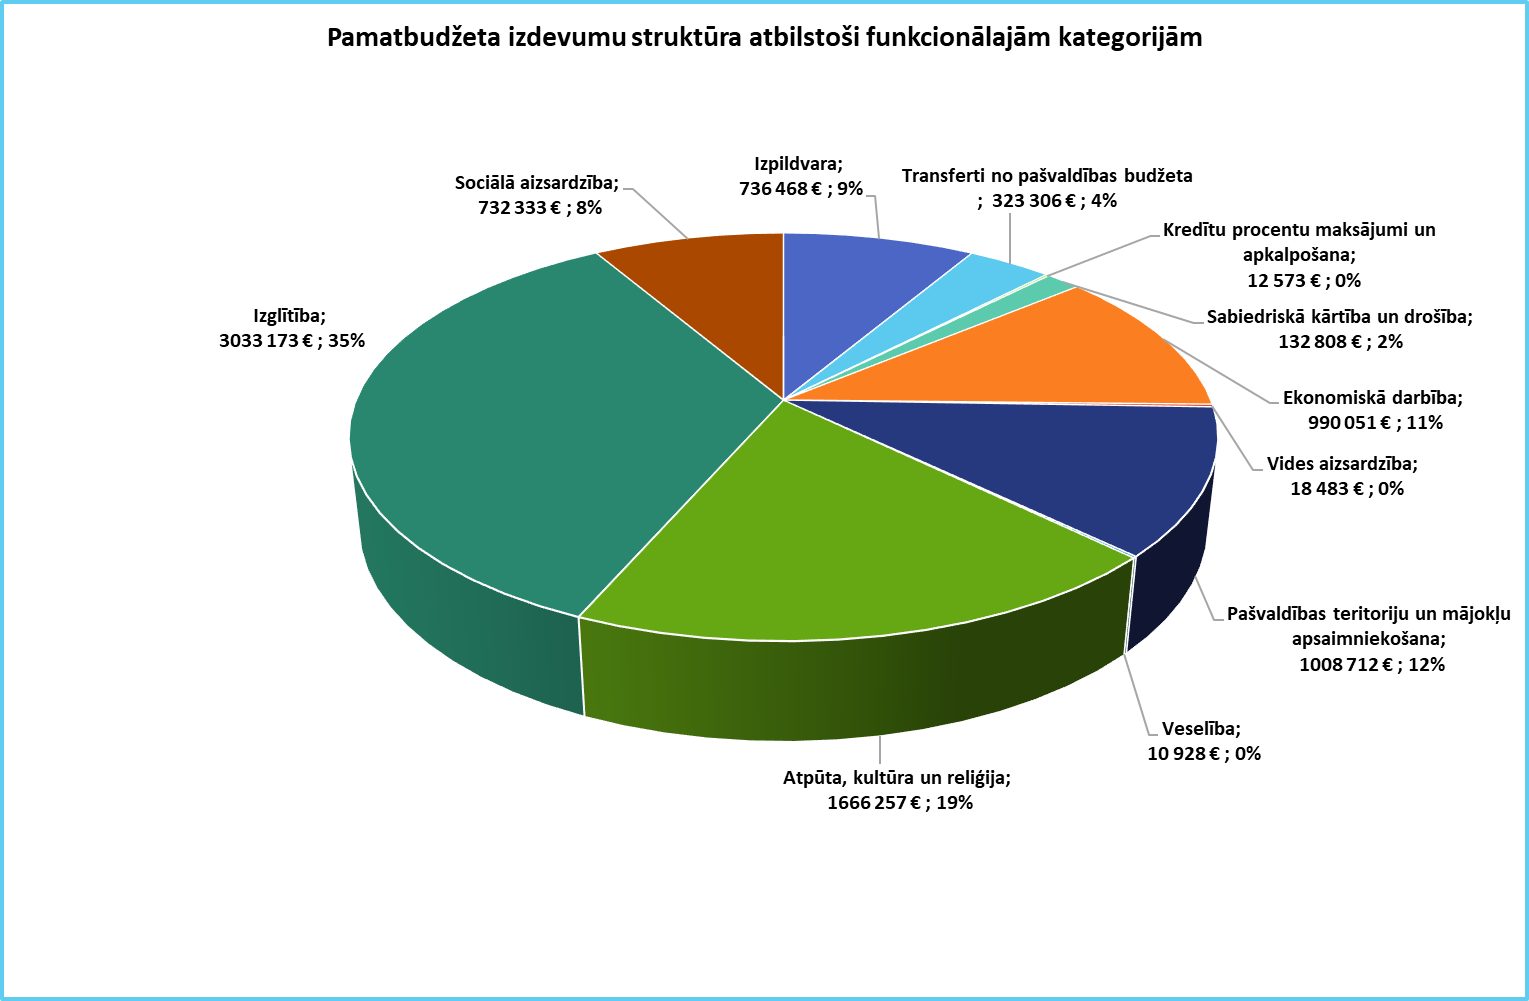 Pamatbudžeta izdevumu struktūra atbilstoši funkcionālajām kategorijām
Izpildvara;
736 468 € ; 9%
Transferti no pašvaldības budžeta
; 323 306 € ; 4%
Kredītu procentu maksājumi un
apkalpošana;
12 573 € ; 0%
Sabiedriskā kārtība un drošība;
132 808 € ; 2%
Ekonomiskā darbība;
990 051 € ; 11%
Vides aizsardzība;
18 483 € ; 0%
Pašvaldības teritoriju un mājokļu
apsaimniekošana;
1008 712 € ; 12%
Veselība;
10 928 € ; 0%
Atpūta, kultūra un reliģija;
1666 257 € ; 19%
Izglītība;
3033 173 € ; 35%
Sociālā aizsardzība;
732 333 € ; 8%